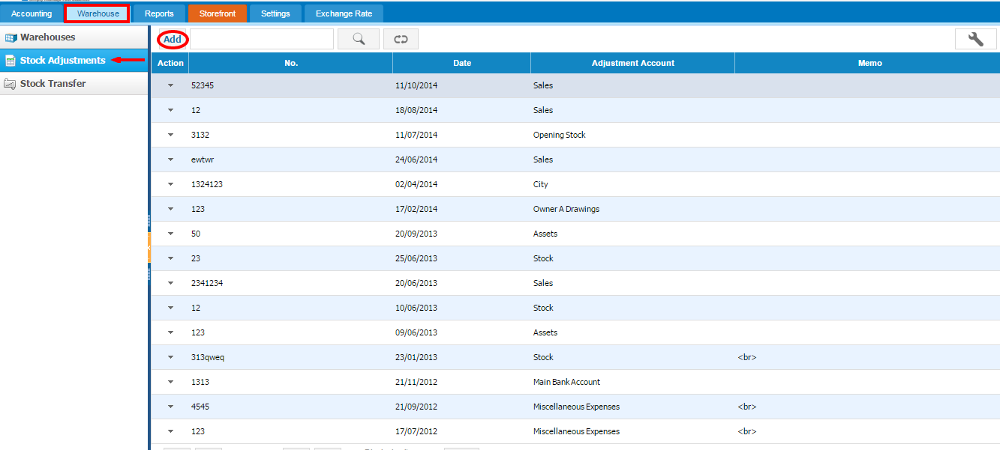 Accounting Warehouse Reports Storefront Settings Exchange Rate
Warehouses
Stock Adjustments
Stock Transfer
Add
Action No. Date Adjustment Account Memo
52345 11/10/2014 Sales
12 18/08/2014 Sales
3132 11/07/2014 Opening Stock
ewtwr 24/06/2014 Sales
1324123 02/04/2014 City
123 17/02/2014 Owner A Drawings
50 20/09/2013 Assets
23 25/06/2013 Stock
2341234 20/06/2013 Sales
12 10/06/2013 Stock
123 09/06/2013 Assets
313qweq 23/01/2013 Stock <br>
1313 21/11/2012 Main Bank Account
4545 21/09/2012 Miscellaneous Expenses <br>
123 17/07/2012 Miscellaneous Expenses <br>